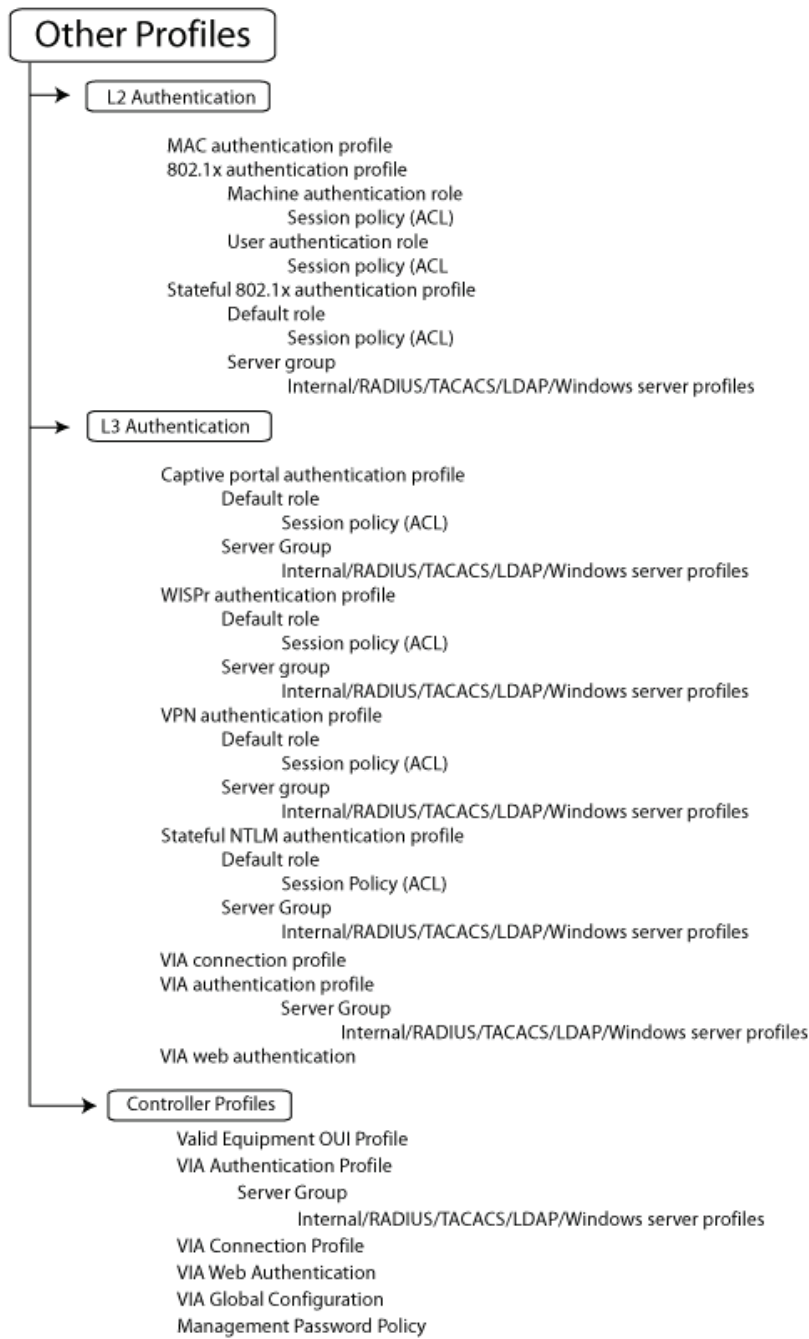 Other Profiles
L2 Authentication
MAC authentication profile
802.1x authentication profile
Machine authentication role
Session policy (ACL)
User authentication role
Session policy (ACL
Stateful 802.1x authentication profile
Default role
Session policy (ACL)
Server group
Internal/RADIUS/TACACS/LDAP/Windows server profiles
L3 Authentication
Captive portal authentication profile
Default role
Session policy (ACL)
Server Group
Internal/RADIUS/TACACS/LDAP/Windows server profiles
WISPr authentication profile
Default role
Session policy (ACL)
Server group
Internal/RADIUS/TACACS/LDAP/Windows server profiles
VPN authentication profile
Default role
Session policy (ACL)
Server group
Internal/RADIUS/TACACS/LDAP/Windows server profiles
Stateful NTLM authentication profile
Default role
Session Policy (ACL)
Server Group
Internal/RADIUS/TACACS/LDAP/Windows server profiles
VIA connection profile
VIA authentication profile
Server Group
Internal/RADIUS/TACACS/LDAP/Windows server profiles
VIA web authentication
Controller Profiles
Valid Equipment OUI Profile
VIA Authentication Profile
Server Group
Internal/RADIUS/TACACS/LDAP/Windows server profiles
VIA Connection Profile
VIA Web Authentication
VIA Global Configuration
Management Password Policy